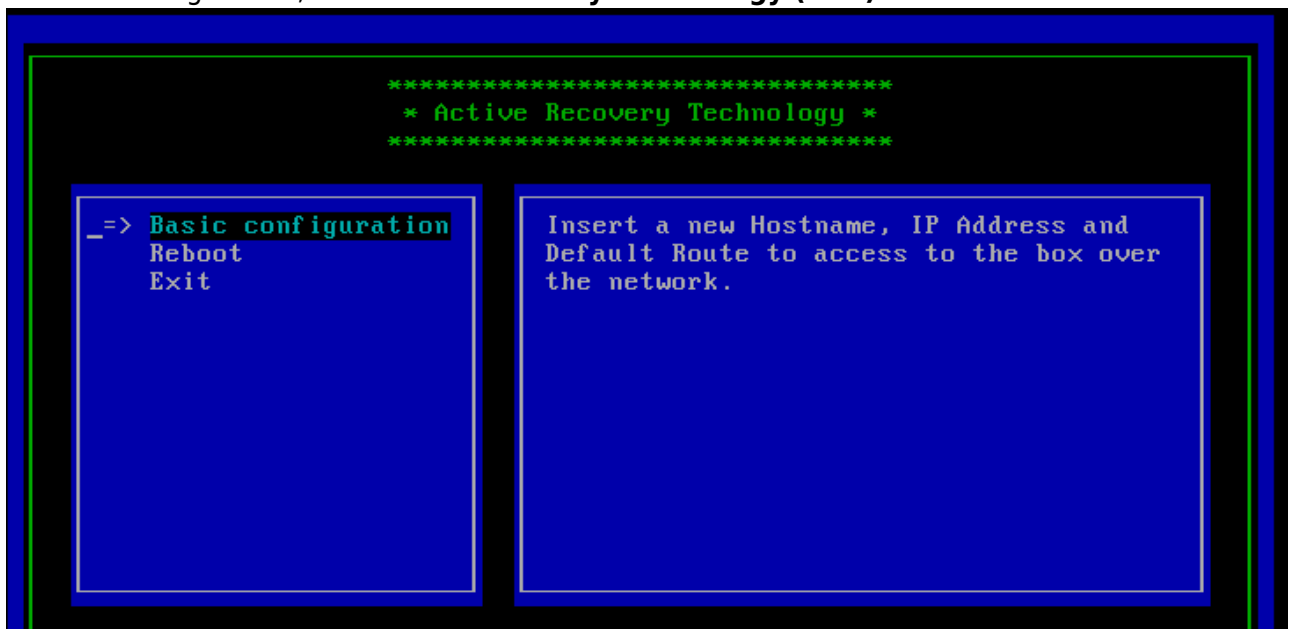 *********************************
* Active Recovery Technology *
*********************************
_=> Basic configuration
Reboot
Exit
Insert a new Hostname, IP Address and
Default Route to access to the box over
the network.